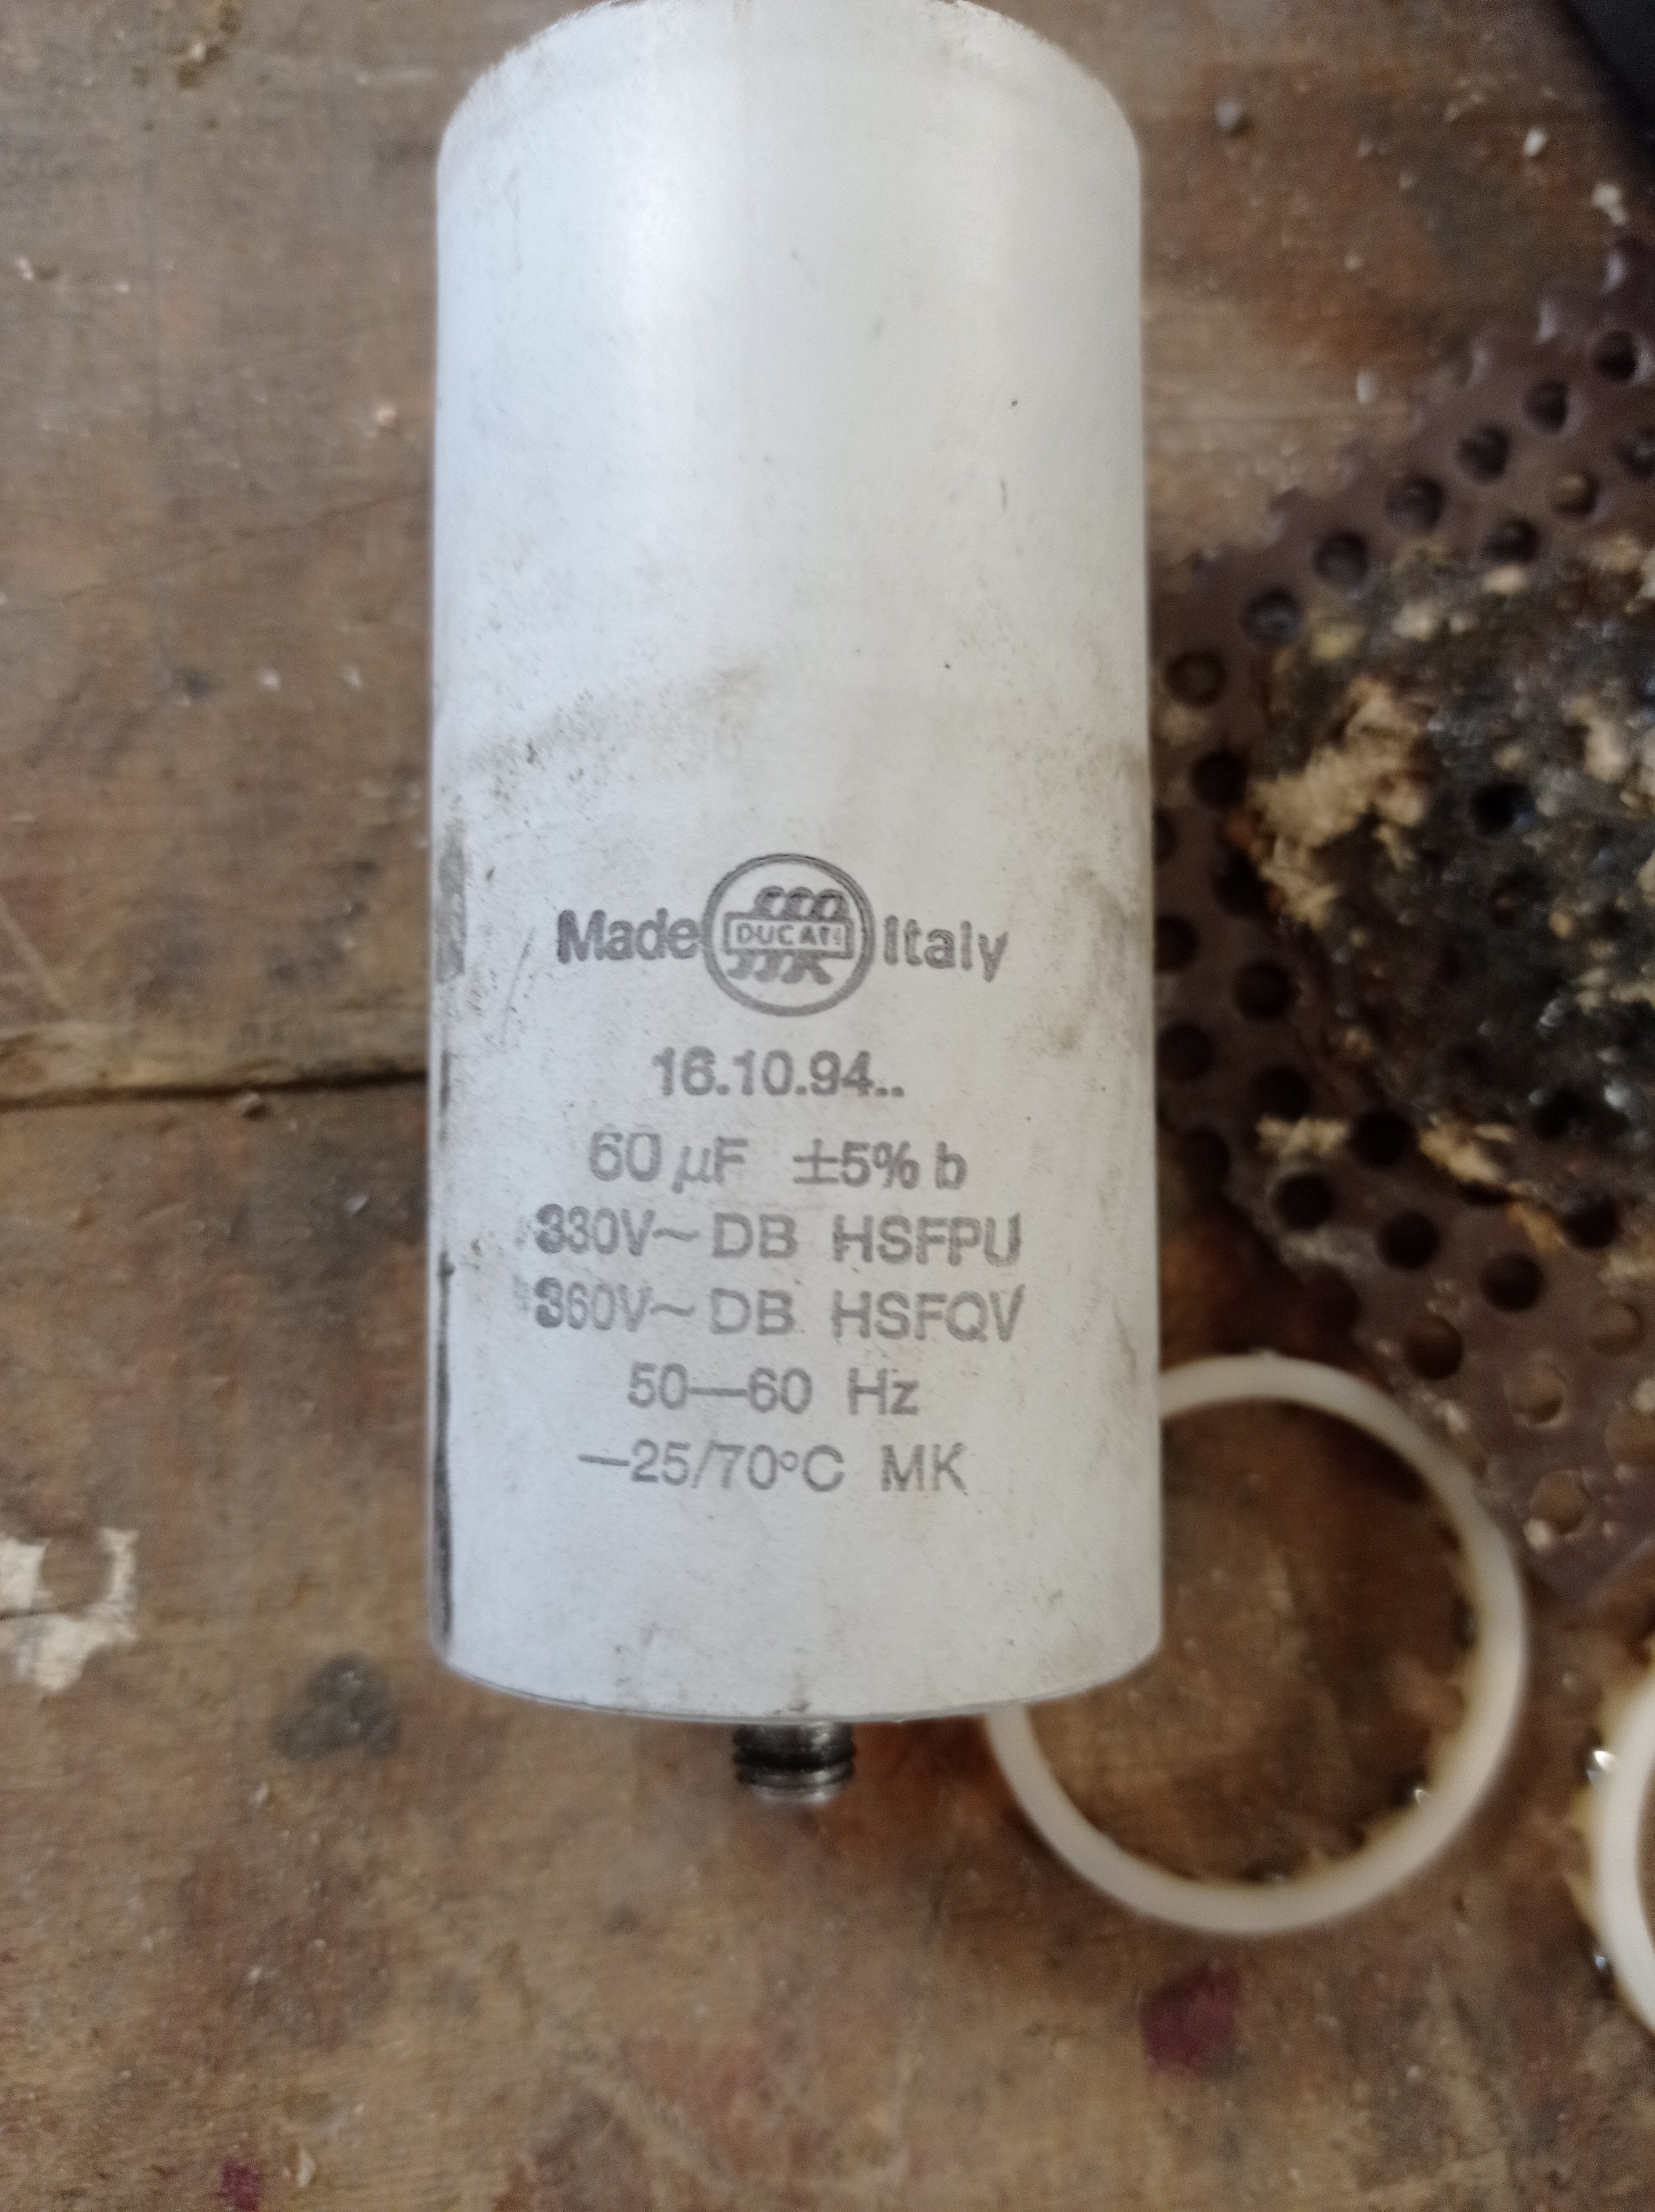 Made DUCATI Italy
16.10.94..
60 µF ±5% b
330V~ DB HSFPU
360V~ DB HSFQV
50—60 Hz
—25/70°C MK